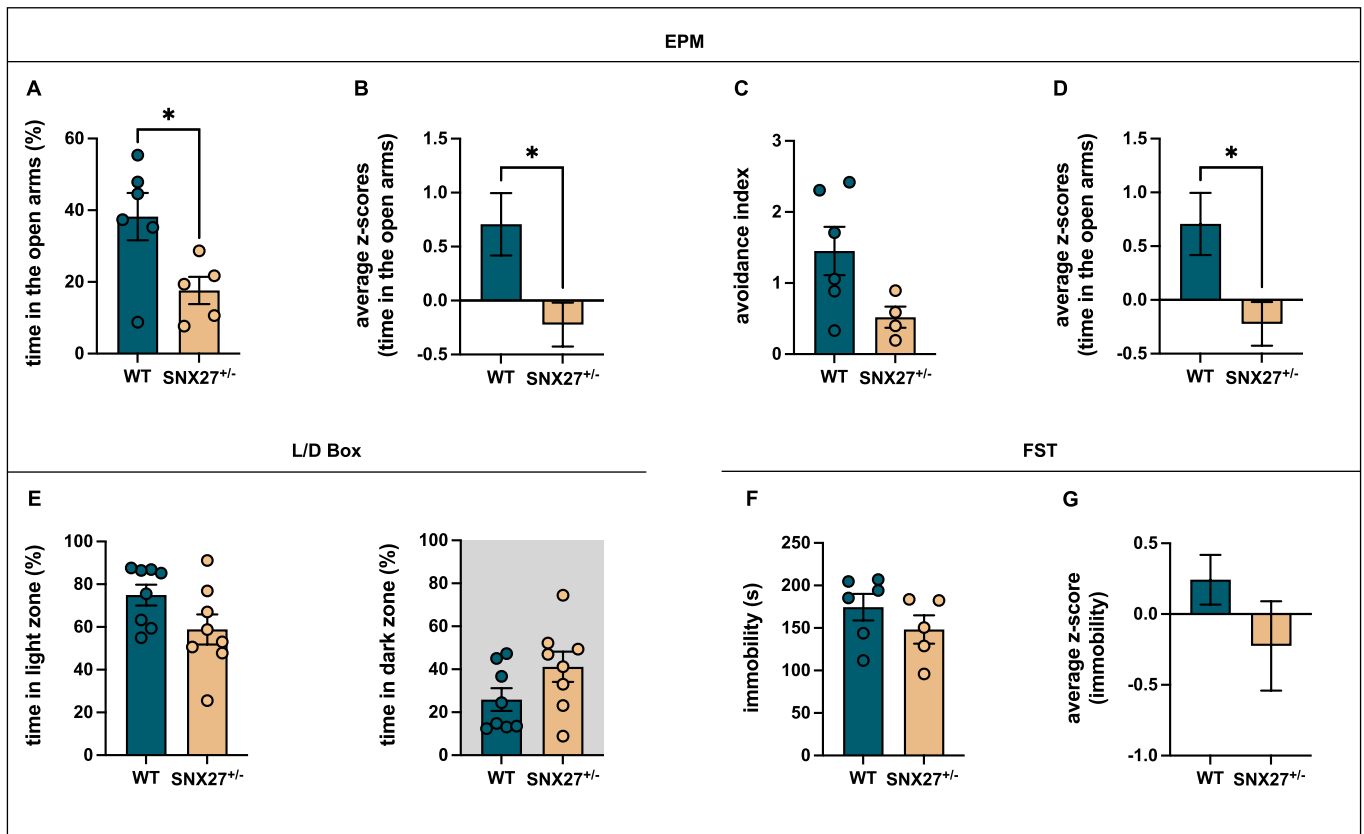 EPM
A
B
C
D
*
*
*
time in the open arms (%)
60
40
20
0
WT
SNX27+/-
average z-scores
(time in the open arms)
1.5
1.0
0.5
0.0
-0.5
WT
SNX27+/-
avoidance index
3
2
1
0
WT
SNX27+/-
average z-scores
(time in the open arms)
1.5
1.0
0.5
0.0
-0.5
WT
SNX27+/-
L/D Box
FST
E
F
G
time in light zone (%)
100
80
60
40
20
0
WT
SNX27+/-
time in dark zone (%)
100
80
60
40
20
0
WT
SNX27+/-
immobility (s)
250
200
150
100
50
0
WT
SNX27+/-
average z-score
(immobility)
0.5
0.0
-0.5
-1.0
WT
SNX27+/-